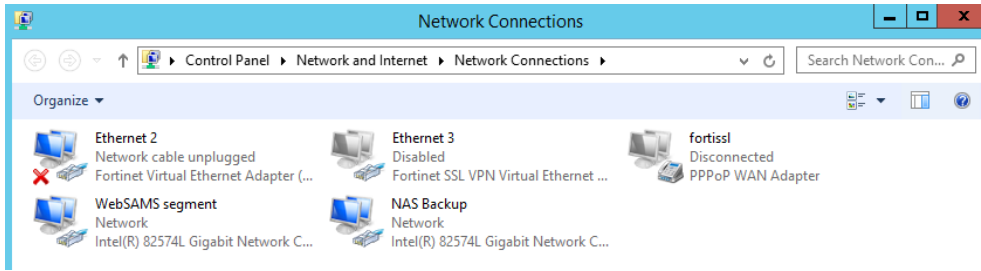 Network Connections
Control Panel Network and Internet Network Connections
Search Network Con...
Organize
Ethernet 2
Network cable unplugged
Fortinet Virtual Ethernet Adapter (...
Ethernet 3
Disabled
Fortinet SSL VPN Virtual Ethernet ...
fortissl
Disconnected
PPPoP WAN Adapter
WebSAMS segment
Network
Intel(R) 82574L Gigabit Network C...
NAS Backup
Network
Intel(R) 82574L Gigabit Network C...